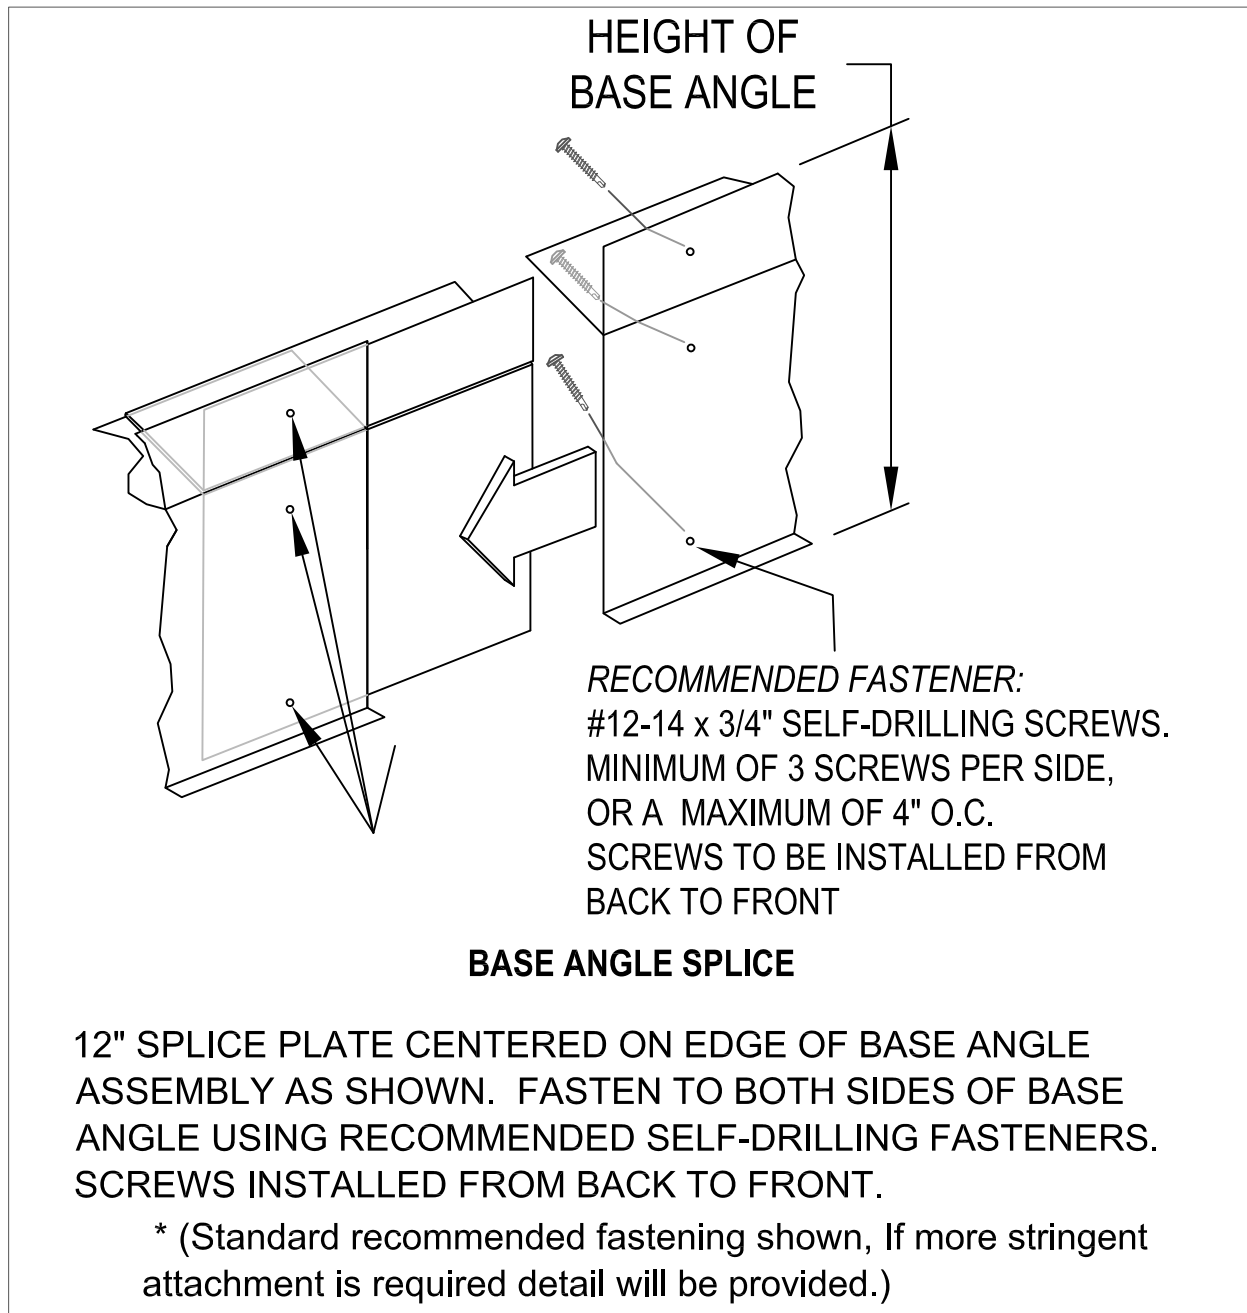 HEIGHT OF
BASE ANGLE
RECOMMENDED FASTENER:
#12-14 x 3/4" SELF-DRILLING SCREWS.
MINIMUM OF 3 SCREWS PER SIDE,
OR A MAXIMUM OF 4" O.C.
SCREWS TO BE INSTALLED FROM
BACK TO FRONT
BASE ANGLE SPLICE
12" SPLICE PLATE CENTERED ON EDGE OF BASE ANGLE
ASSEMBLY AS SHOWN. FASTEN TO BOTH SIDES OF BASE
ANGLE USING RECOMMENDED SELF-DRILLING FASTENERS.
SCREWS INSTALLED FROM BACK TO FRONT.
* (Standard recommended fastening shown, If more stringent
attachment is required detail will be provided.)